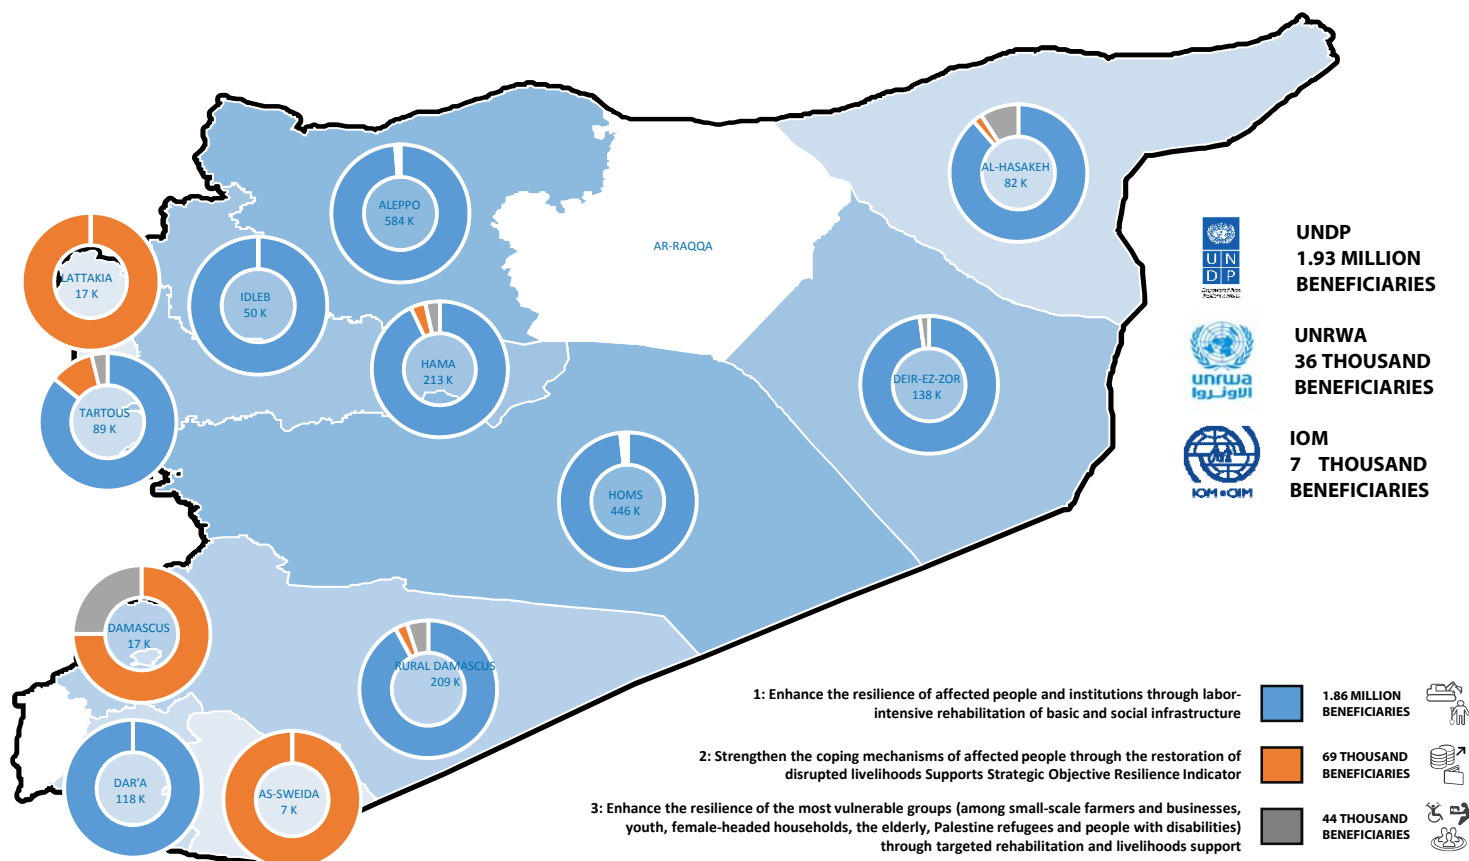 ALEPPO
584 K
AL-HASAKEH
82 K
AR-RAQQA
LATTAKIA
17 K
IDLEB
50 K
HAMA
213 K
DEIR-EZ-ZOR
138 K
TARTOUS
89 K
HOMS
446 K
DAMASCUS
17 K
RURAL DAMASCUS
209 K
DAR'A
118 K
AS-SWEIDA
7 K
U N
D P
UNDP
1.93 MILLION
BENEFICIARIES
unrwa
الأونروا
UNRWA
36 THOUSAND
BENEFICIARIES
IOM • OIM
IOM
7 THOUSAND
BENEFICIARIES
1: Enhance the resilience of affected people and institutions through labor-
intensive rehabilitation of basic and social infrastructure
1.86 MILLION
BENEFICIARIES
2: Strengthen the coping mechanisms of affected people through the restoration of
disrupted livelihoods Supports Strategic Objective Resilience Indicator
69 THOUSAND
BENEFICIARIES
3: Enhance the resilience of the most vulnerable groups (among small-scale farmers and businesses,
youth, female-headed households, the elderly, Palestine refugees and people with disabilities)
through targeted rehabilitation and livelihoods support
44 THOUSAND
BENEFICIARIES